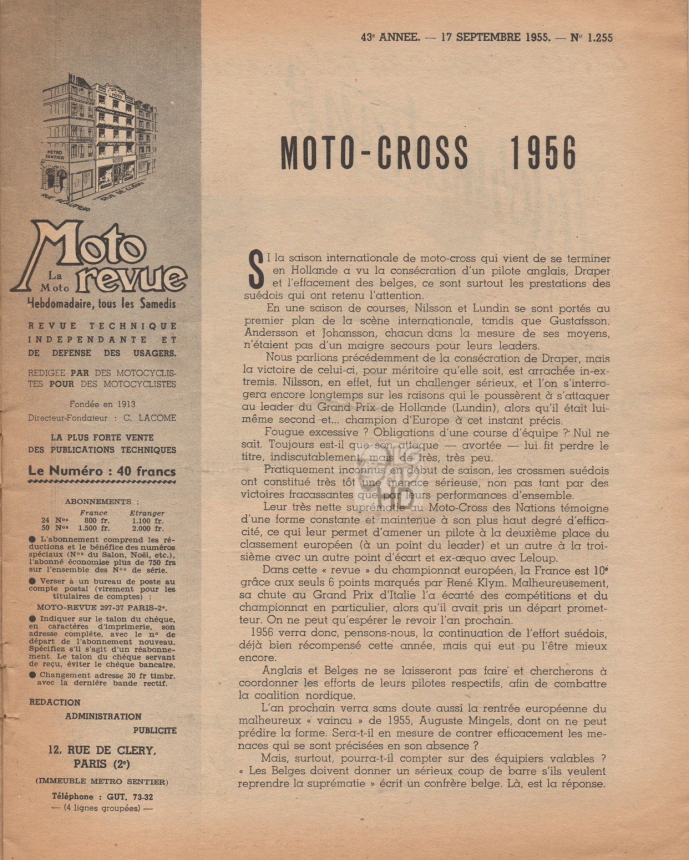 43e ANNEE. — 17 SEPTEMBRE 1955. — No 1.255
METRO
SENTIER
RUE DE CLERY
Moto
revue
La
Moto
Hebdomadaire, tous les Samedis
REVUE TECHNIQUE
INDEPENDANTE ET
DE DEFENSE DES USAGERS.
REDIGEE PAR DES MOTOCYCLIS-
TES POUR DES MOTOCYCLISTES
Fondée en 1913
Directeur-Fondateur : C. LACOME
LA PLUS FORTE VENTE
DES PUBLICATIONS TECHNIQUES
Le Numéro : 40 francs
ABONNEMENTS :
France Etranger
24 Nos 800 fr. 1.100 fr.
50 Nos 1.500 fr. 2.000 fr.
● L'abonnement comprend les ré-
ductions et le bénéfice des numéros
spéciaux (Nos du Salon, Noël, etc.),
l'abonné économise plus de 750 frs
sur l'ensemble des Nos de série.
● Verser à un bureau de poste au
compte postal (virement pour les
titulaires de comptes) :
MOTO-REVUE 297-37 PARIS-2e.
● Indiquer sur le talon du chèque,
en caractères d'imprimerie, son
adresse complète, avec le no de
départ de l'abonnement nouveau.
Spécifiez s'il s'agit d'un réabonne-
ment. Le talon du chèque servant
de reçu, éviter le chèque bancaire.
● Changement adresse 30 fr timbr.
avec la dernière bande rectif.
REDACTION
ADMINISTRATION
PUBLICITE
12, RUE DE CLERY,
PARIS (2e)
(IMMEUBLE METRO SENTIER)
Téléphone : GUT. 73-32
— (4 lignes groupées) —
MOTO-CROSS 1956
SI la saison internationale de moto-cross qui vient de se terminer
en Hollande a vu la consécration d'un pilote anglais, Draper
et l'effacement des belges, ce sont surtout les prestations des
suédois qui ont retenu l'attention.
En une saison de courses, Nilsson et Lundin se sont portés au
premier plan de la scène internationale, tandis que Gustafsson,
Andersson et Johansson, chacun dans la mesure de ses moyens,
n'étaient pas d'un maigre secours pour leurs leaders.
Nous parlions précédemment de la consécration de Draper, mais
la victoire de celui-ci, pour méritoire qu'elle soit, est arrachée in-ex-
tremis. Nilsson, en effet, fut un challenger sérieux, et l'on s'interro-
gera encore longtemps sur les raisons qui le poussèrent à s'attaquer
au leader du Grand Prix de Hollande (Lundin), alors qu'il était lui-
même second et... champion d'Europe à cet instant précis.
Fougue excessive ? Obligations d'une course d'équipe ? Nul ne
sait. Toujours est-il que son attaque — avortée — lui fit perdre le
titre, indiscutablement, mais de très, très peu.
Pratiquement inconnus en début de saison, les crossmen suédois
ont constitué très tôt une menace sérieuse, non pas tant par des
victoires fracassantes que par leurs performances d'ensemble.
Leur très nette suprématie au Moto-Cross des Nations témoigne
d'une forme constante et maintenue à son plus haut degré d'effica-
cité, ce qui leur permet d'amener un pilote à la deuxième place du
classement européen (à un point du leader) et un autre à la troi-
sième avec un autre point d'écart et ex-æquo avec Leloup.
Dans cette « revue » du championnat européen, la France est 10e
grâce aux seuls 6 points marqués par René Klym. Malheureusement,
sa chute au Grand Prix d'Italie l'a écarté des compétitions et du
championnat en particulier, alors qu'il avait pris un départ promet-
teur. On ne peut qu'espérer le revoir l'an prochain.
1956 verra donc, pensons-nous, la continuation de l'effort suédois,
déjà bien récompensé cette année, mais qui eut pu l'être mieux
encore.
Anglais et Belges ne se laisseront pas faire et chercherons à
coordonner les efforts de leurs pilotes respectifs, afin de combattre
la coalition nordique.
L'an prochain verra sans doute aussi la rentrée européenne du
malheureux « vaincu » de 1955, Auguste Mingels, dont on ne peut
prédire la forme. Sera-t-il en mesure de contrer efficacement les me-
naces qui se sont précisées en son absence ?
Mais, surtout, pourra-t-il compter sur des équipiers valables ?
« Les Belges doivent donner un sérieux coup de barre s'ils veulent
reprendre la suprématie » écrit un confrère belge. Là, est la réponse.
HD